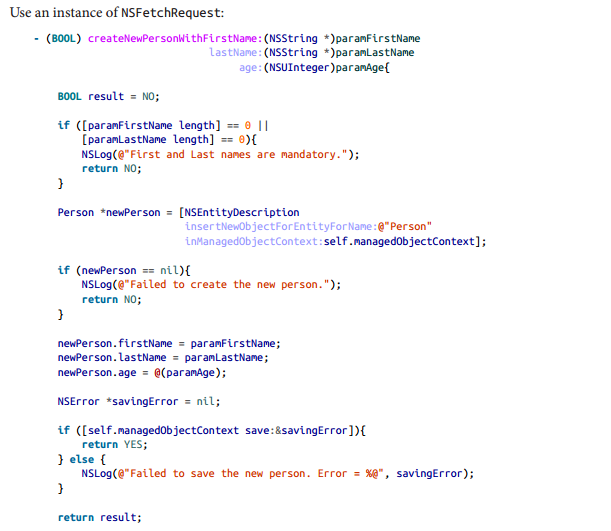 Use an instance of NSFetchRequest:
- (BOOL) createNewPersonWithFirstName:(NSString *)paramFirstName
lastName:(NSString *)paramLastName
age:(NSUInteger)paramAge{
BOOL result = NO;
if ([paramFirstName length] == 0 ||
[paramLastName length] == 0){
NSLog(@"First and Last names are mandatory.");
return NO;
}
Person *newPerson = [NSEntityDescription
insertNewObjectForEntityForName:@"Person"
inManagedObjectContext:self.managedObjectContext];
if (newPerson == nil){
NSLog(@"Failed to create the new person.");
return NO;
}
newPerson.firstName = paramFirstName;
newPerson.lastName = paramLastName;
newPerson.age = @(paramAge);
NSError *savingError = nil;
if ([self.managedObjectContext save:&savingError]){
return YES;
} else {
NSLog(@"Failed to save the new person. Error = %@", savingError);
}
return result;